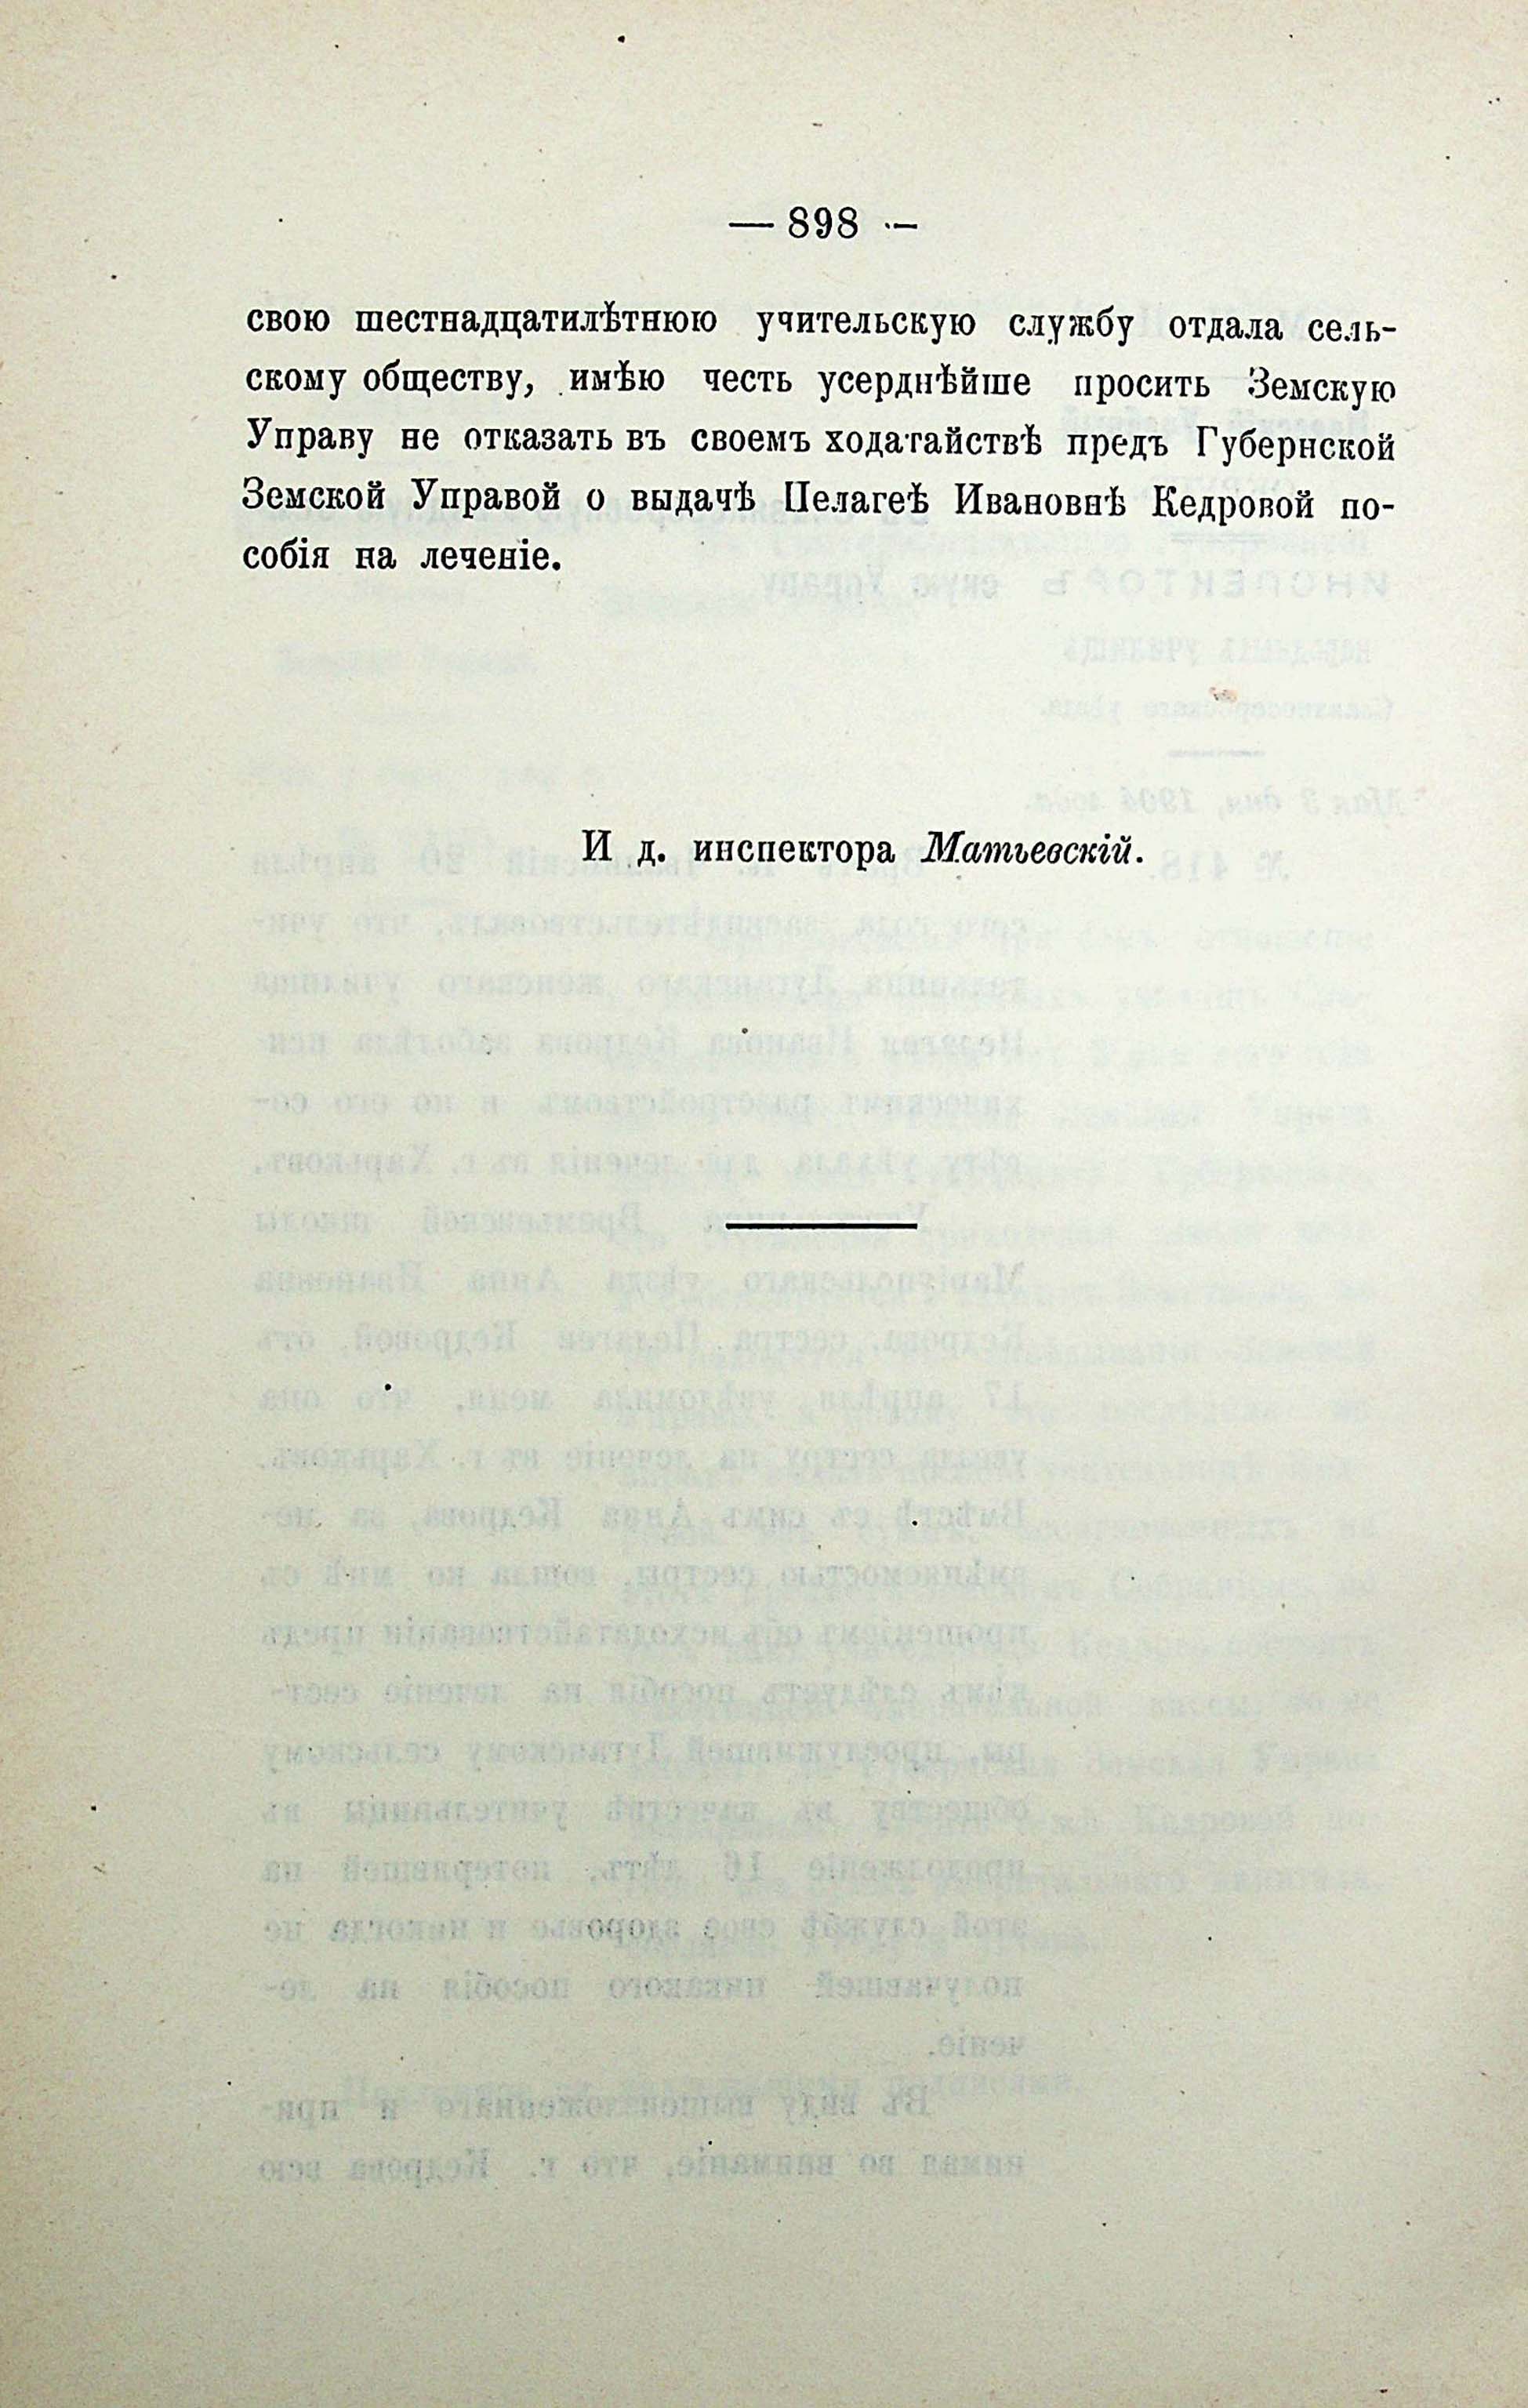 — 898 —
свою шестнадцатилѣтнюю учительскую службу отдала сель-
скому обществу, имѣю честь усерднѣйше просить Земскую
Управу не отказать въ своемъ ходатайствѣ предъ Губернской
Земской Управой о выдачѣ Пелагеѣ Ивановнѣ Кедровой по-
собія на леченіе.
И д. инспектора Матьевскій.